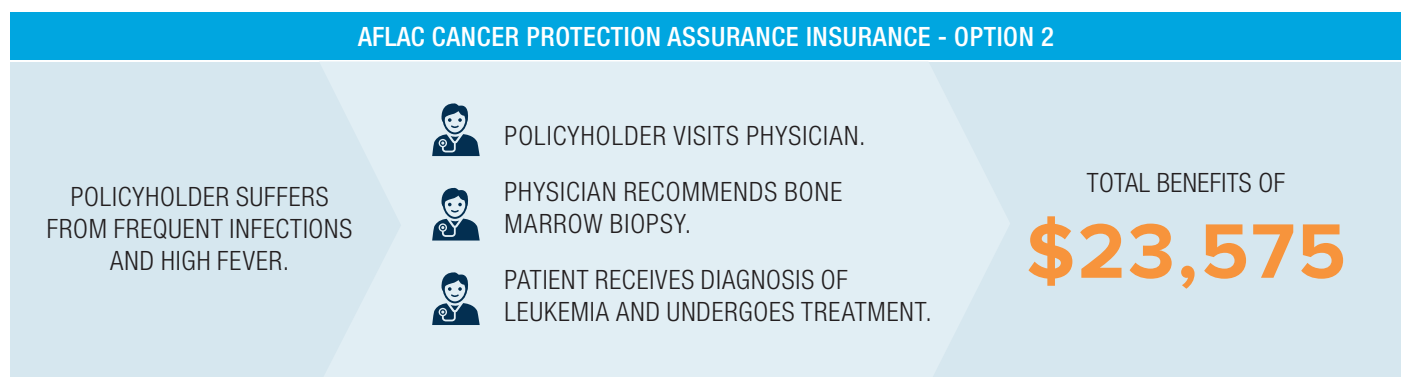 AFLAC CANCER PROTECTION ASSURANCE INSURANCE - OPTION 2
POLICYHOLDER SUFFERS
FROM FREQUENT INFECTIONS
AND HIGH FEVER.
POLICYHOLDER VISITS PHYSICIAN.
PHYSICIAN RECOMMENDS BONE
MARROW BIOPSY.
PATIENT RECEIVES DIAGNOSIS OF
LEUKEMIA AND UNDERGOES TREATMENT.
TOTAL BENEFITS OF
$23,575